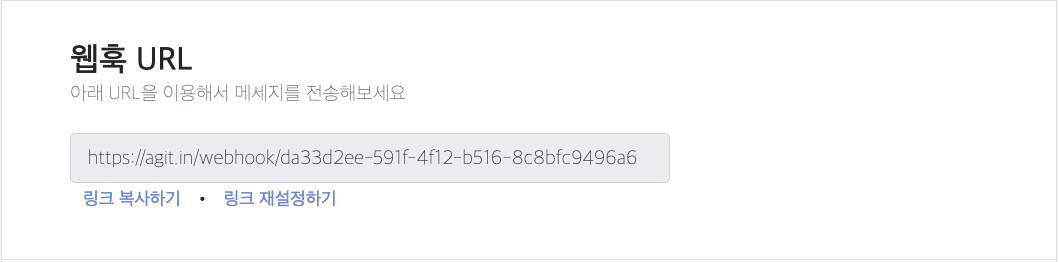 웹훅 URL
아래 URL을 이용해서 메세지를 전송해보세요
https://agit.in/webhook/da33d2ee-591f-4f12-b516-8c8bfc9496a6
링크 복사하기 • 링크 재설정하기